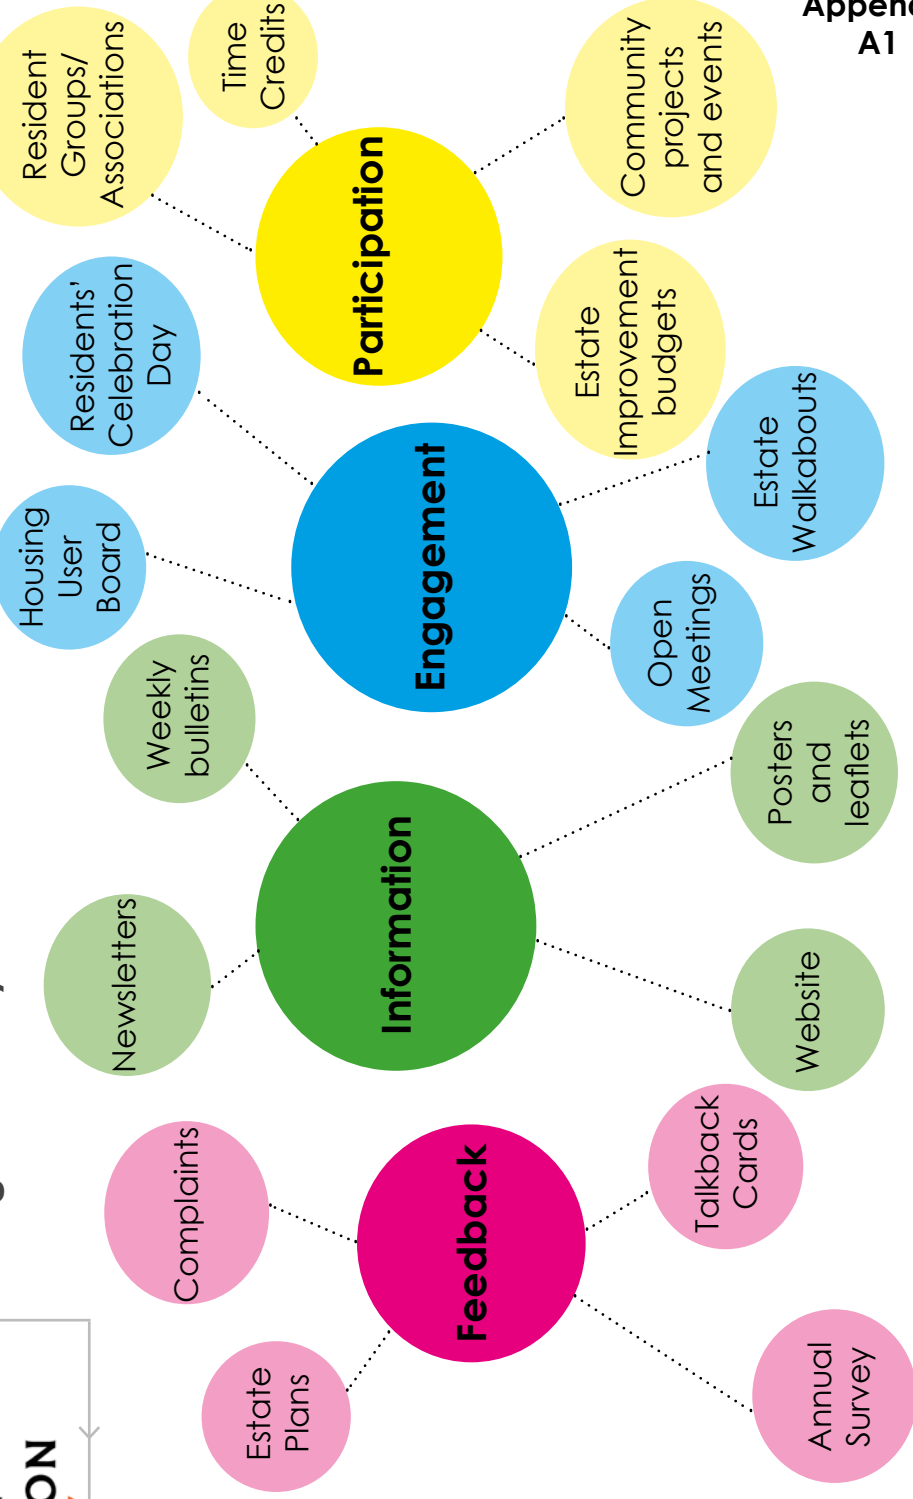 Appen
A1
Estate
Plans
Complaints
Feedback
Annual
Survey
Talkback
Cards
Newsletters
Weekly
bulletins
Information
Website
Posters
and
leaflets
Housing
User
Board
Residents’
Celebration
Day
Engagement
Open
Meetings
Estate
Walkabouts
Resident
Groups/
Associations
Time
Credits
Participation
Estate
Improvement
budgets
Community
projects
and events
ON